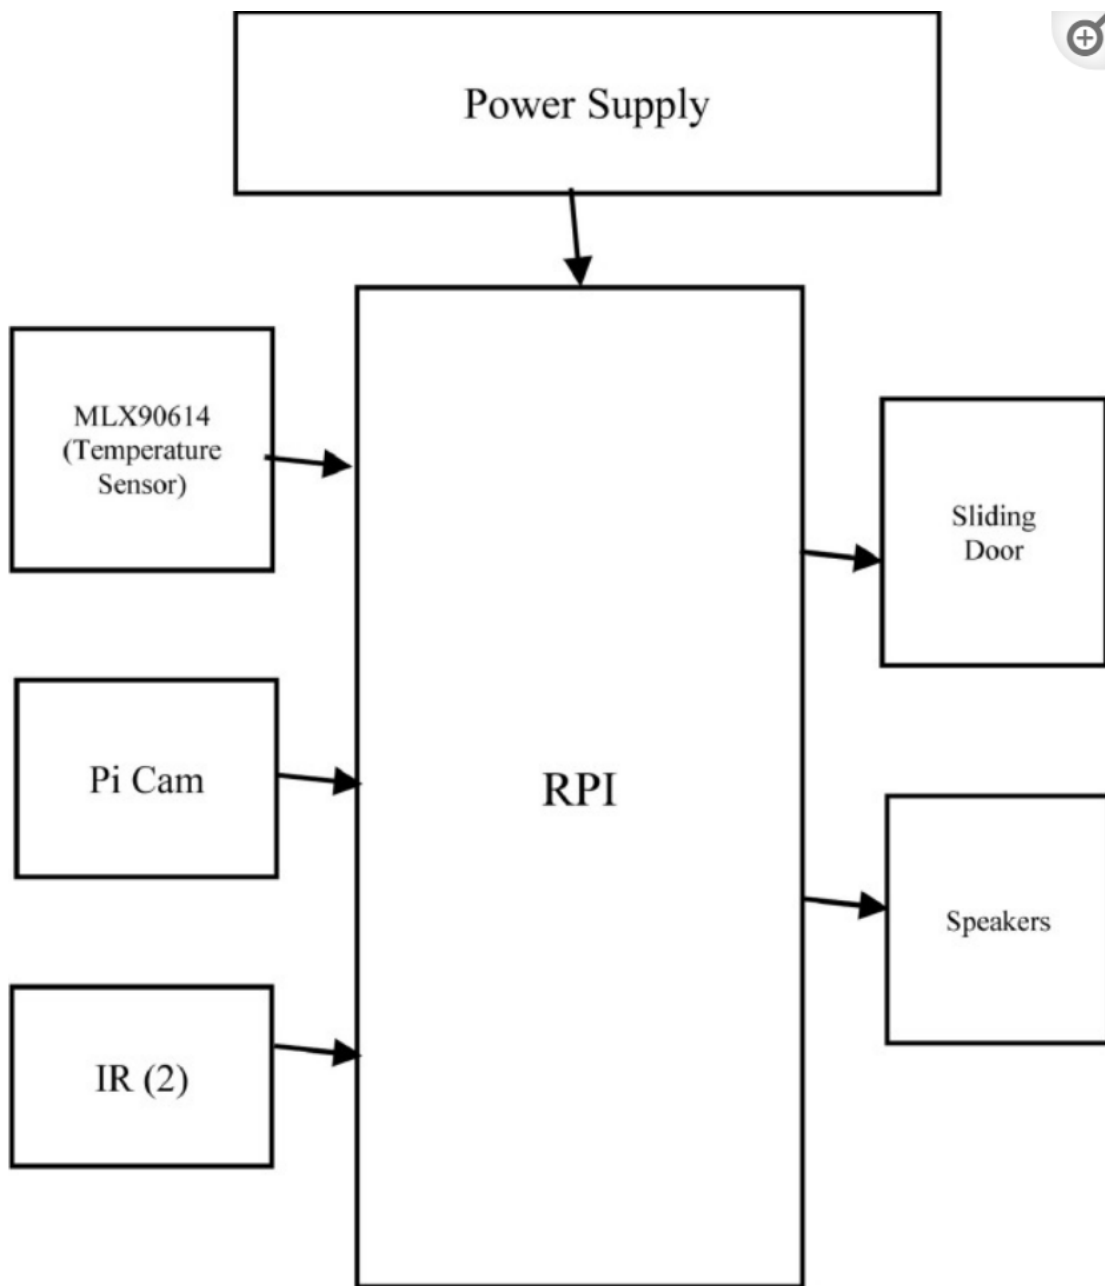 Power Supply
MLX90614
(Temperature
Sensor)
Sliding
Door
Pi Cam
RPI
Speakers
IR (2)